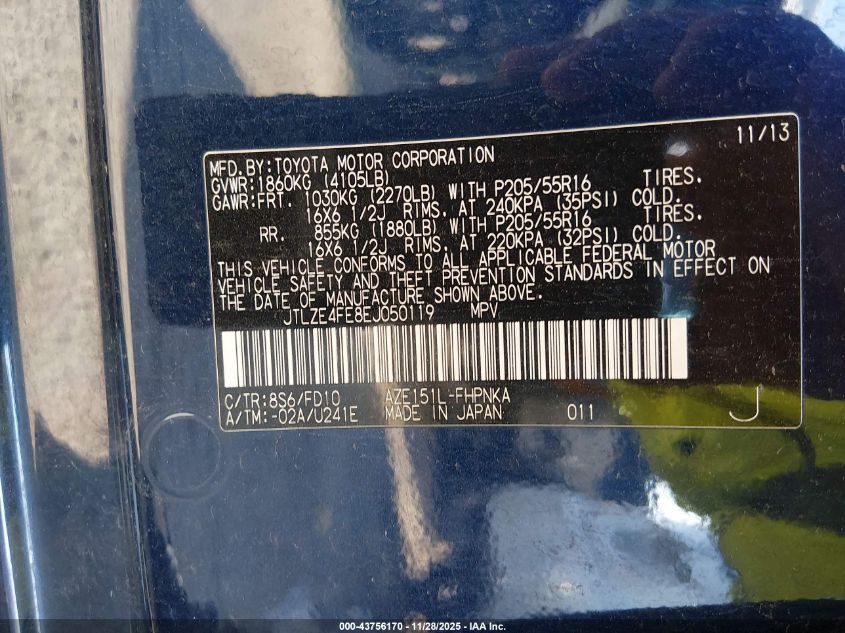 11/13
MFD. BY: TOYOTA MOTOR CORPORATION
GVWR: 1860KG (4105LB)
GAWR: FRT. 1030KG (2270LB) WITH P205/55R16 TIRES.
16X6 1/2J RIMS. AT 240KPA (35PSI) COLD.
RR. 855KG (1880LB) WITH P205/55R16 TIRES.
16X6 1/2J RIMS. AT 220KPA (32PSI) COLD.
THIS VEHICLE CONFORMS TO ALL APPLICABLE FEDERAL MOTOR
VEHICLE SAFETY AND THEFT PREVENTION STANDARDS IN EFFECT ON
THE DATE OF MANUFACTURE SHOWN ABOVE.
JTLZE4FE8EJ050119 MPV
C/TR: 8S6/FD10 AZE151L-FHPNKA
A/TM: -02A/U241E MADE IN JAPAN 011 J
000-43756170 - 11/28/2025 - IAA Inc.